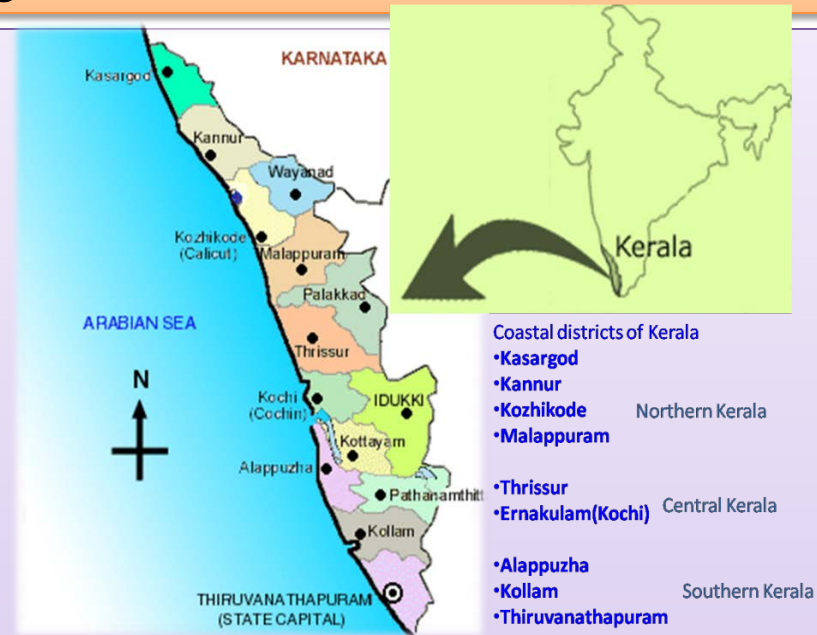 KARNATAKA
Kasargod
Kannur
Wayanad
Kozhikode
(Calicut)
Malappuram
Palakkad
ARABIAN SEA
Thrissur
N
Kochi
(Cochin)
IDUKKI
Kottayam
Alappuzha
Pathanamthitt
Kollam
THIRUVANATHAPURAM
(STATE CAPITAL)
Kerala
Coastal districts of Kerala
•Kasargod
•Kannur
•Kozhikode Northern Kerala
•Malappuram
•Thrissur
•Ernakulam(Kochi) Central Kerala
•Alappuzha
•Kollam Southern Kerala
•Thiruvanathapuram